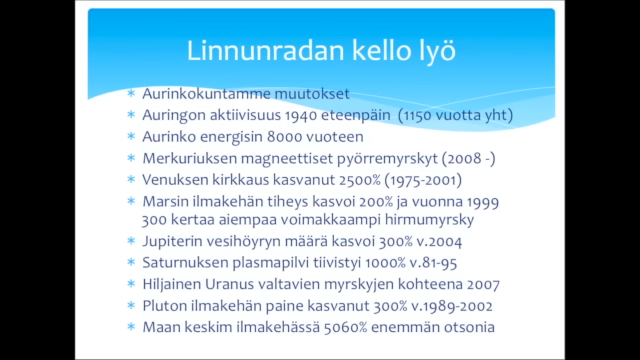 Linnunradan kello lyö
* Aurinkokuntamme muutokset
* Auringon aktiivisuus 1940 eteenpäin (1150 vuotta yht)
* Aurinko energisin 8000 vuoteen
* Merkuriuksen magneettiset pyörremyrskyt (2008 -)
* Venuksen kirkkaus kasvanut 2500% (1975-2001)
* Marsin ilmakehän tiheys kasvoi 200% ja vuonna 1999
300 kertaa aiempaa voimakkaampi hirmumyrsky
* Jupiterin vesihöyryn määrä kasvoi 300% v.2004
* Saturnuksen plasmapilvi tiivistyi 1000% v.81-95
* Hiljainen Uranus valtavien myrskyjen kohteena 2007
* Pluton ilmakehän paine kasvanut 300% v.1989-2002
* Maan keskim ilmakehässä 5060% enemmän otsonia